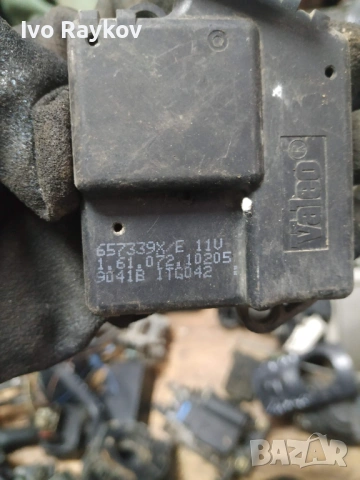 Ivo Raykov
Valeo
657339X/E 11V
1.61.072.10205
9041B 1TG042
BAZAR